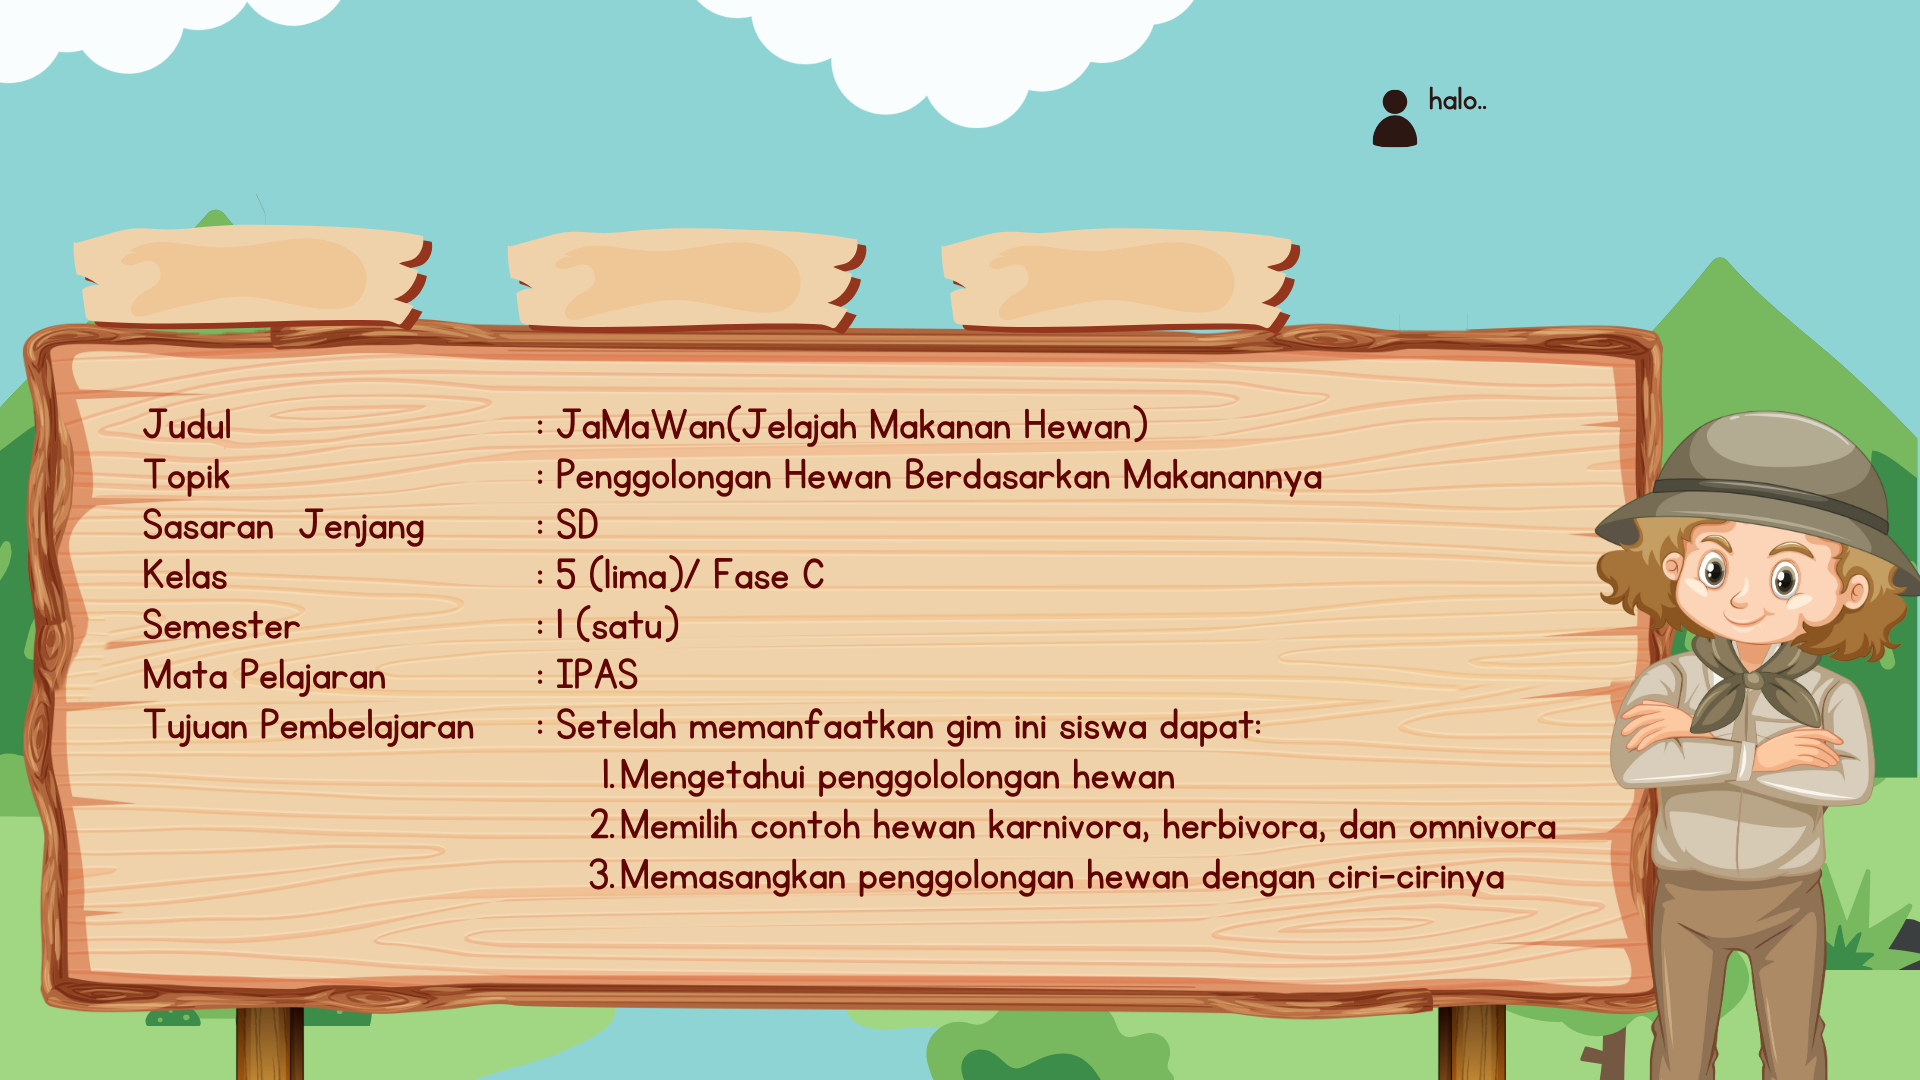 halo..
Judul : JaMaWan(Jelajah Makanan Hewan)
Topik : Penggolongan Hewan Berdasarkan Makanannya
Sasaran Jenjang : SD
Kelas : 5 (lima)/ Fase C
Semester : 1 (satu)
Mata Pelajaran : IPAS
Tujuan Pembelajaran : Setelah memanfaatkan gim ini siswa dapat:
1. Mengetahui penggololongan hewan
2. Memilih contoh hewan karnivora, herbivora, dan omnivora
3. Memasangkan penggolongan hewan dengan ciri-cirinya